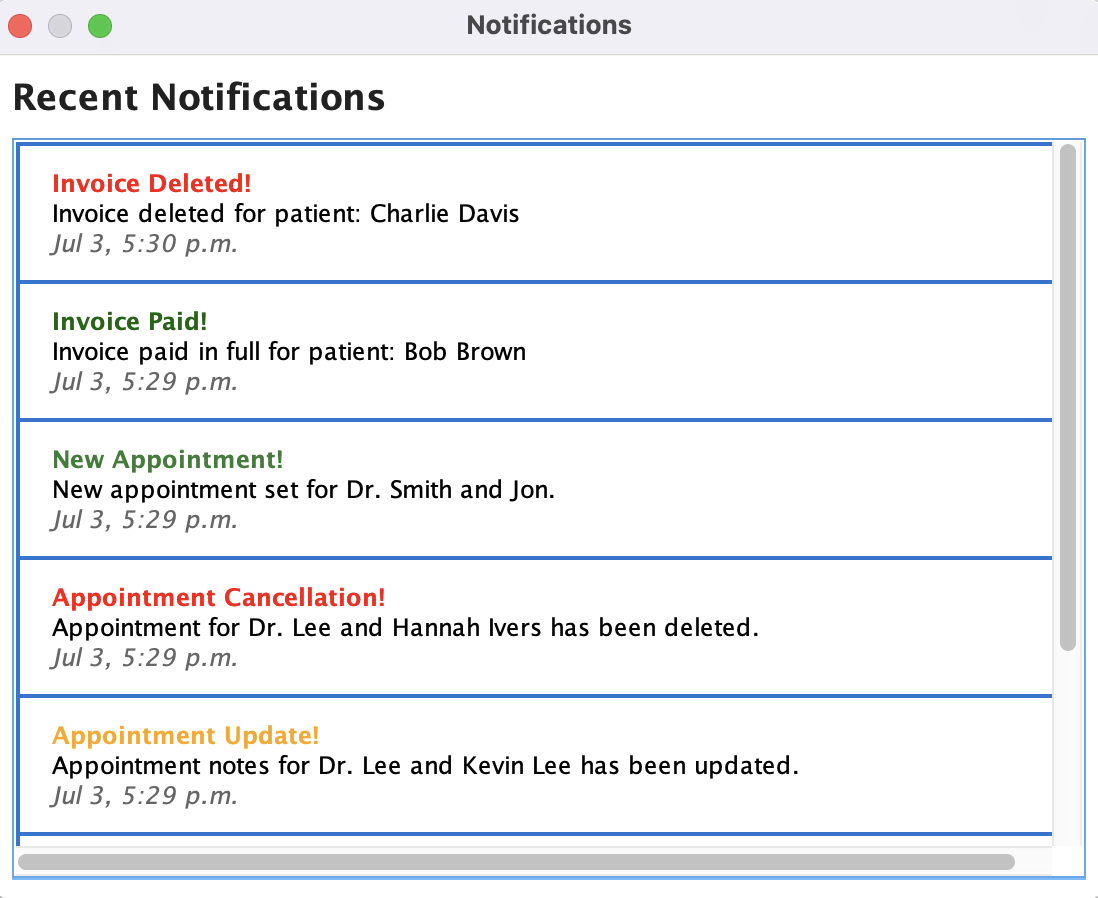 Notifications
Recent Notifications
Invoice Deleted!
Invoice deleted for patient: Charlie Davis
Jul 3, 5:30 p.m.
Invoice Paid!
Invoice paid in full for patient: Bob Brown
Jul 3, 5:29 p.m.
New Appointment!
New appointment set for Dr. Smith and Jon.
Jul 3, 5:29 p.m.
Appointment Cancellation!
Appointment for Dr. Lee and Hannah Ivers has been deleted.
Jul 3, 5:29 p.m.
Appointment Update!
Appointment notes for Dr. Lee and Kevin Lee has been updated.
Jul 3, 5:29 p.m.